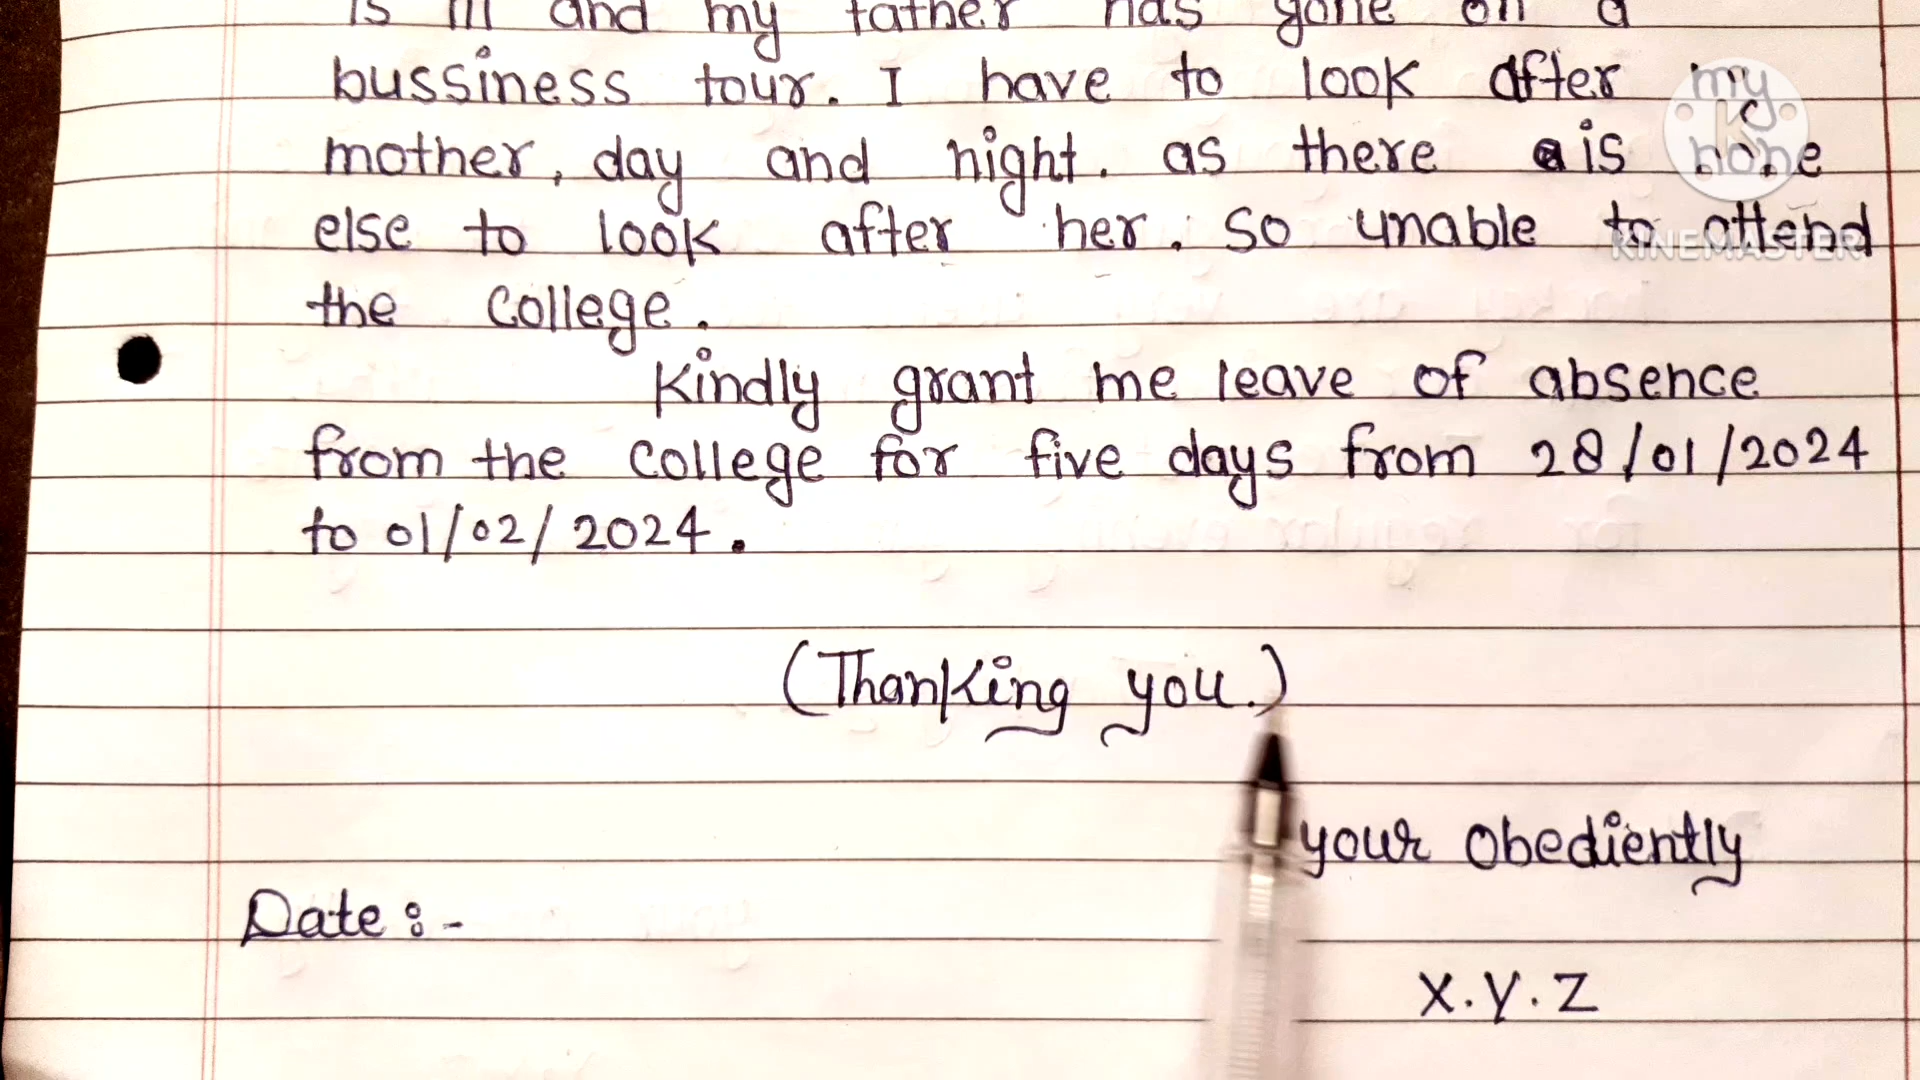 is ill and my father has gone on a
bussiness tour. I have to look after my
mother, day and night. as there is none
else to look after her. so unable to attend
the college.
Kindly grant me leave of absence
from the college for five days from 28/01/2024
to 01/02/2024.
(Thanking you.)
your obediently
Date :-
X.Y.Z
KINEMASTER